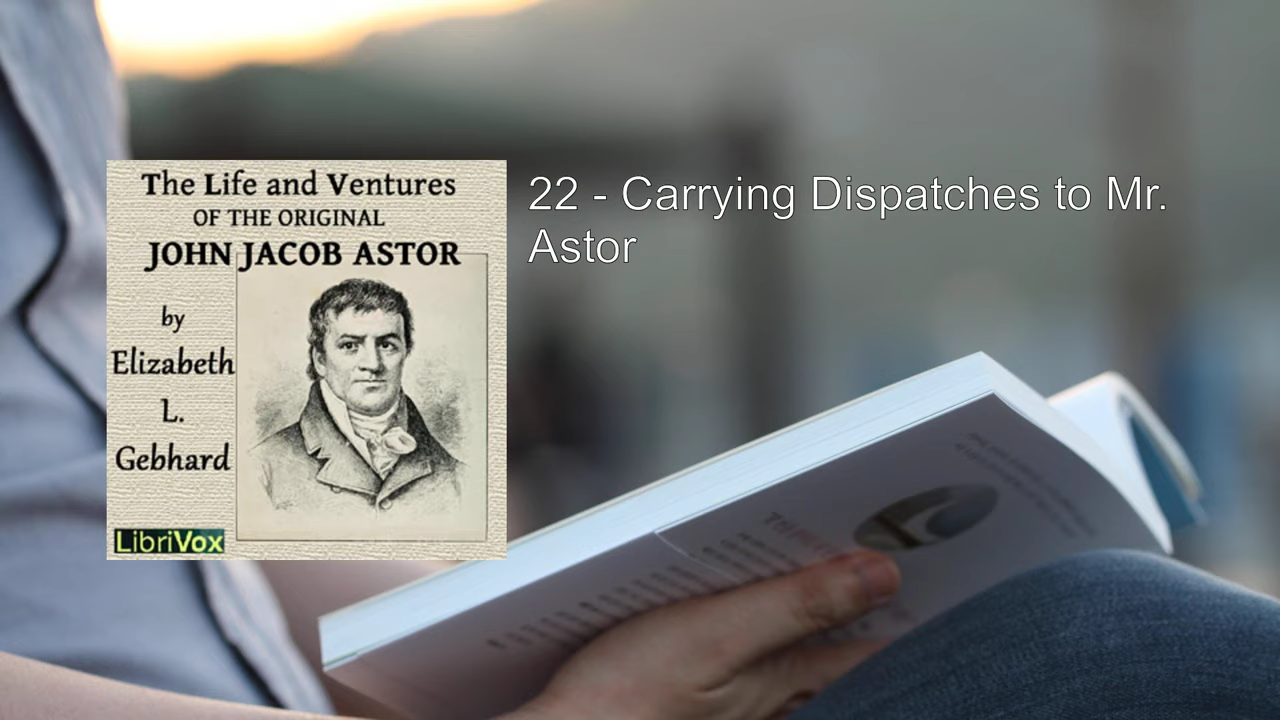 The Life and Ventures
OF THE ORIGINAL
JOHN JACOB ASTOR
by
Elizabeth
L.
Gebhard
LibriVox
22 - Carrying Dispatches to Mr.
Astor